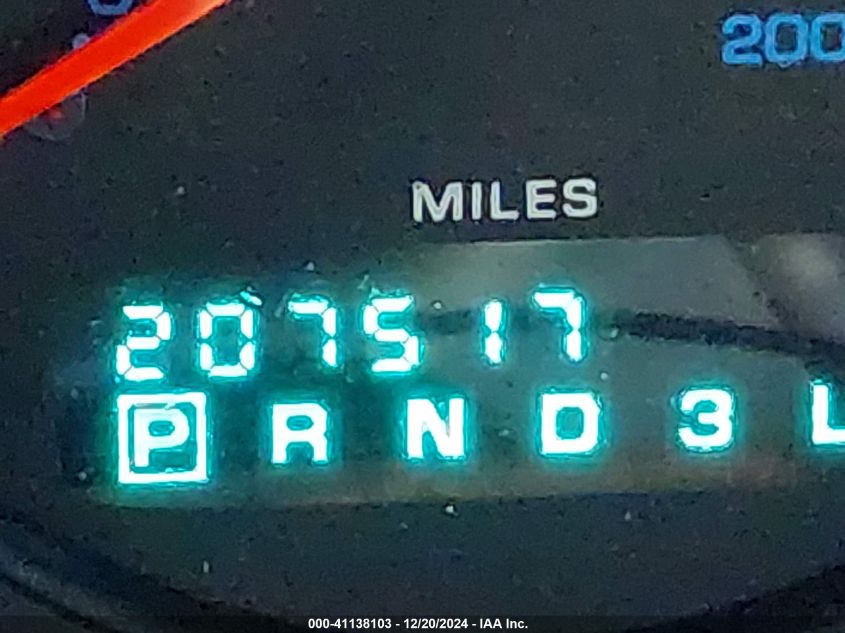 200
MILES
207517
P R N D 3 L
000-41138103 - 12/20/2024 - IAA Inc.